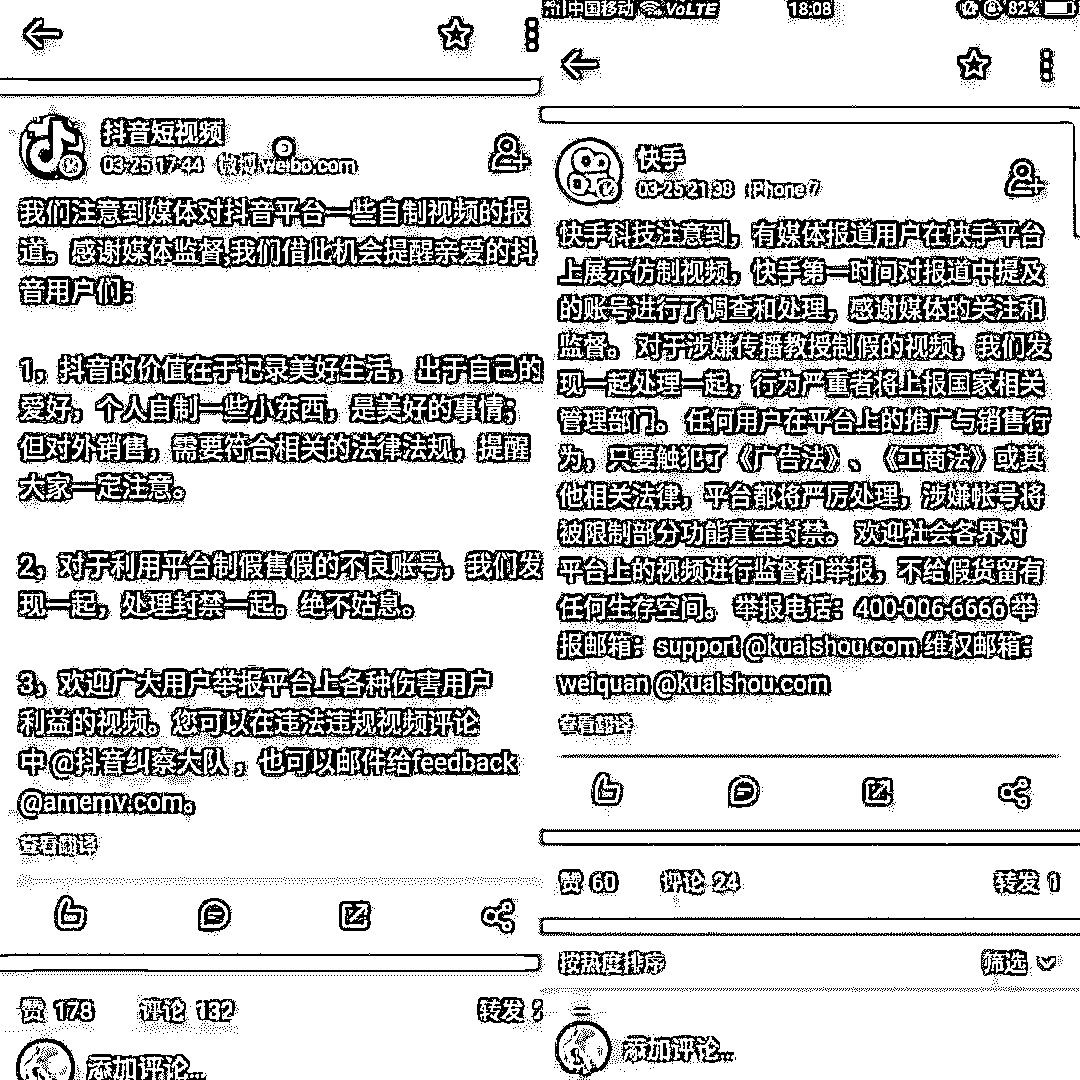 抖音短视频
03-25 17:44 微博 weibo.com
我们注意到媒体对抖音平台一些自制视频的报
道。感谢媒体监督,我们借此机会提醒亲爱的抖
音用户们：
1，抖音的价值在于记录美好生活，出于自己的
爱好，个人自制一些小东西，是美好的事情；
但对外销售，需要符合相关的法律法规，提醒
大家一定注意。
2，对于利用平台制假售假的不良账号，我们发
现一起，处理封禁一起。绝不姑息。
3，欢迎广大用户举报平台上各种伤害用户
利益的视频。您可以在违法违规视频评论
中 @抖音纠察大队 ，也可以邮件给feedback
@amemv.com。
查看翻译
赞 178 评论 132 转发
添加评论...
中国移动 VoLTE 18:08 82%
快手
03-25 21:38 iPhone 7
快手科技注意到，有媒体报道用户在快手平台
上展示仿制视频，快手第一时间对报道中提及
的账号进行了调查和处理，感谢媒体的关注和
监督。 对于涉嫌传播教授制假的视频，我们发
现一起处理一起，行为严重者将上报国家相关
管理部门。 任何用户在平台上的推广与销售行
为，只要触犯了《广告法》、《工商法》或其
他相关法律，平台都将严厉处理，涉嫌帐号将
被限制部分功能直至封禁。 欢迎社会各界对
平台上的视频进行监督和举报，不给假货留有
任何生存空间。 举报电话：400-006-6666 举
报邮箱：support @kuaishou.com 维权邮箱：
weiquan @kuaishou.com
查看翻译
赞 60 评论 24 转发 1
按热度排序 筛选
添加评论...